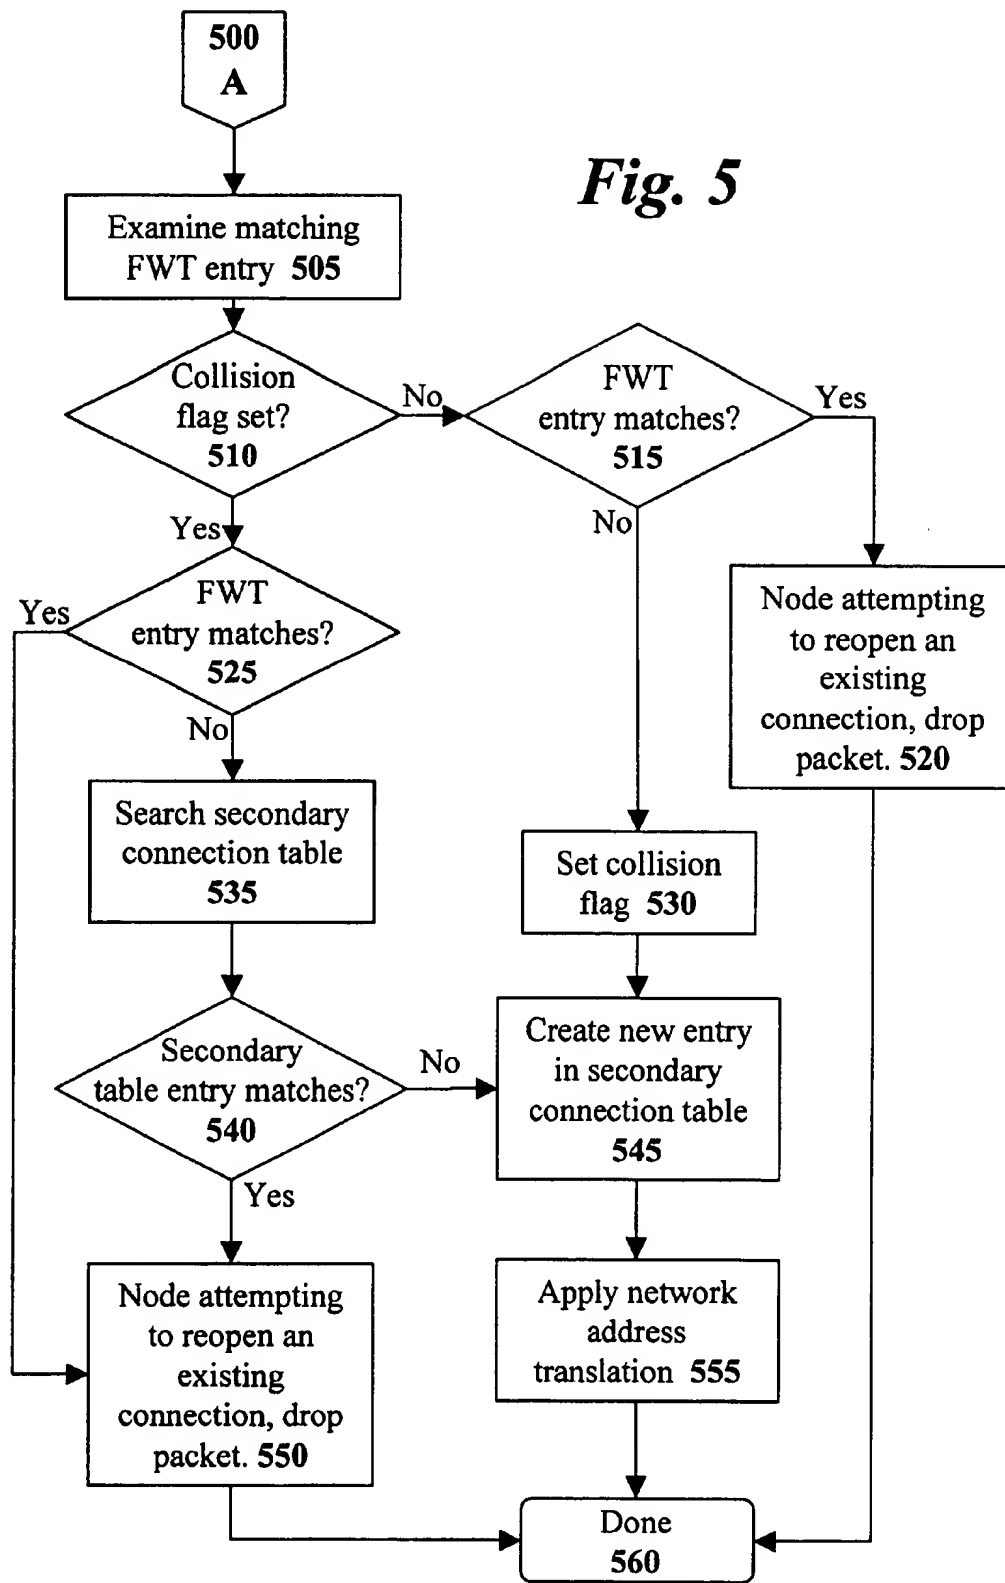 500
A
Fig. 5
Examine matching
FWT entry 505
Collision
flag set?
510
No
Yes
FWT
entry matches?
515
Yes
No
Node attempting
to reopen an
existing
connection, drop
packet. 520
FWT
entry matches?
525
Yes
No
Search secondary
connection table
535
Set collision
flag 530
Secondary
table entry matches?
540
No
Yes
Create new entry
in secondary
connection table
545
Node attempting
to reopen an
existing
connection, drop
packet. 550
Apply network
address
translation 555
Done
560